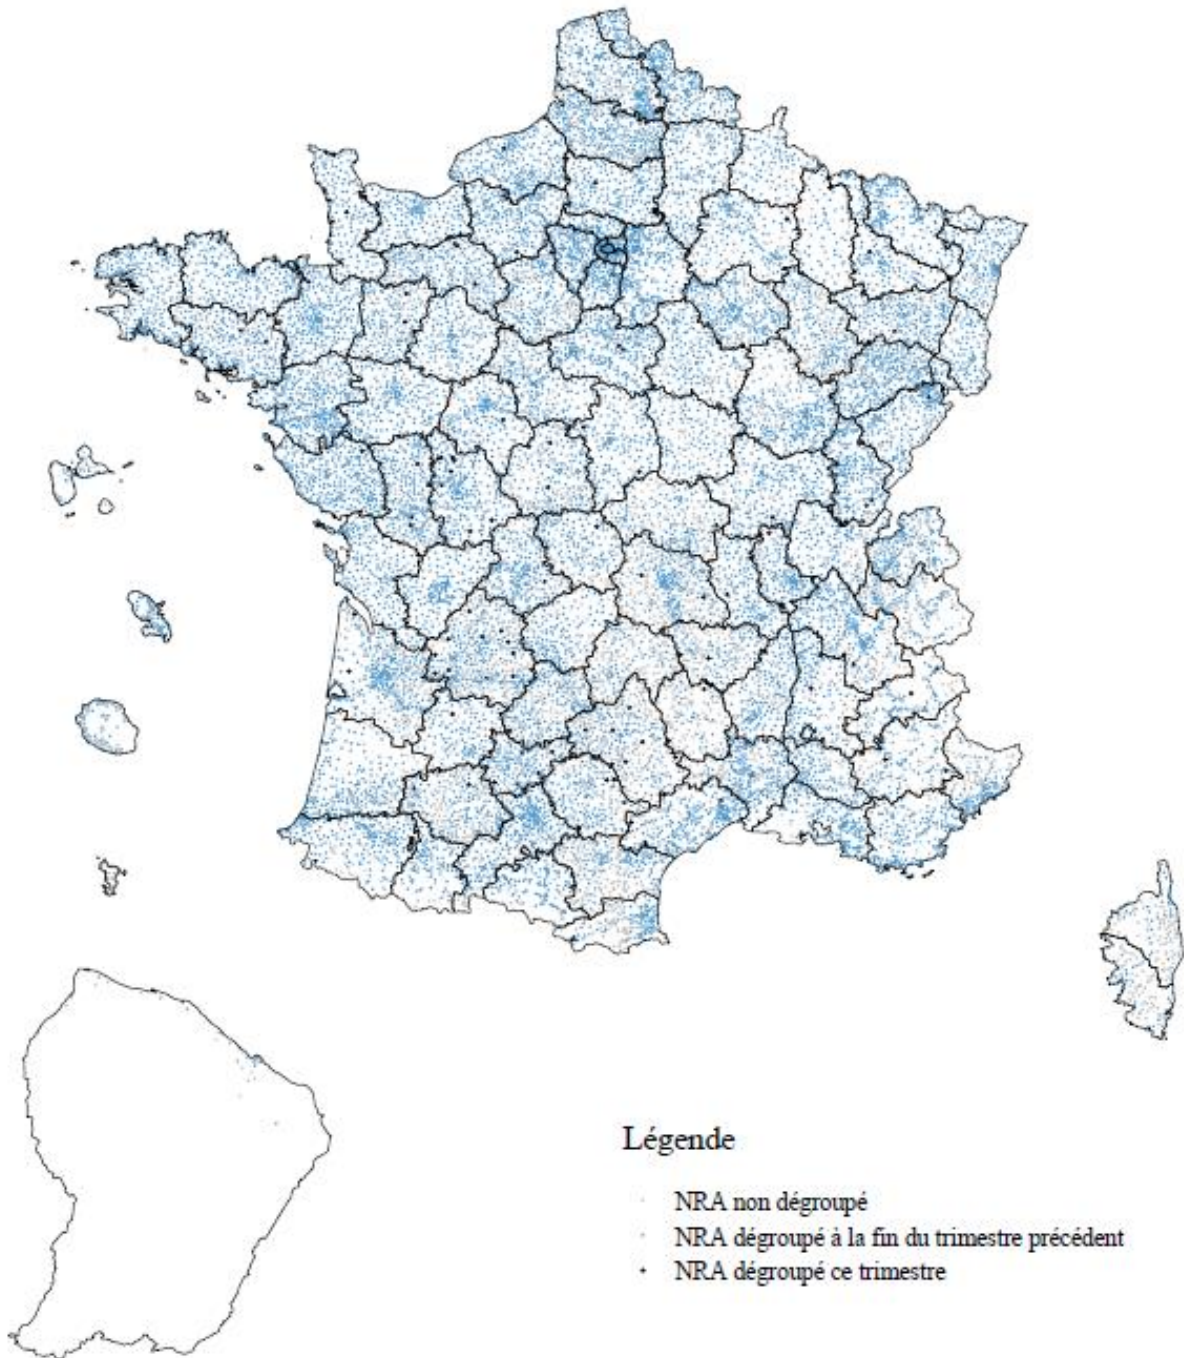 Légende
NRA non dégroupé
NRA dégroupé à la fin du trimestre précédent
NRA dégroupé ce trimestre